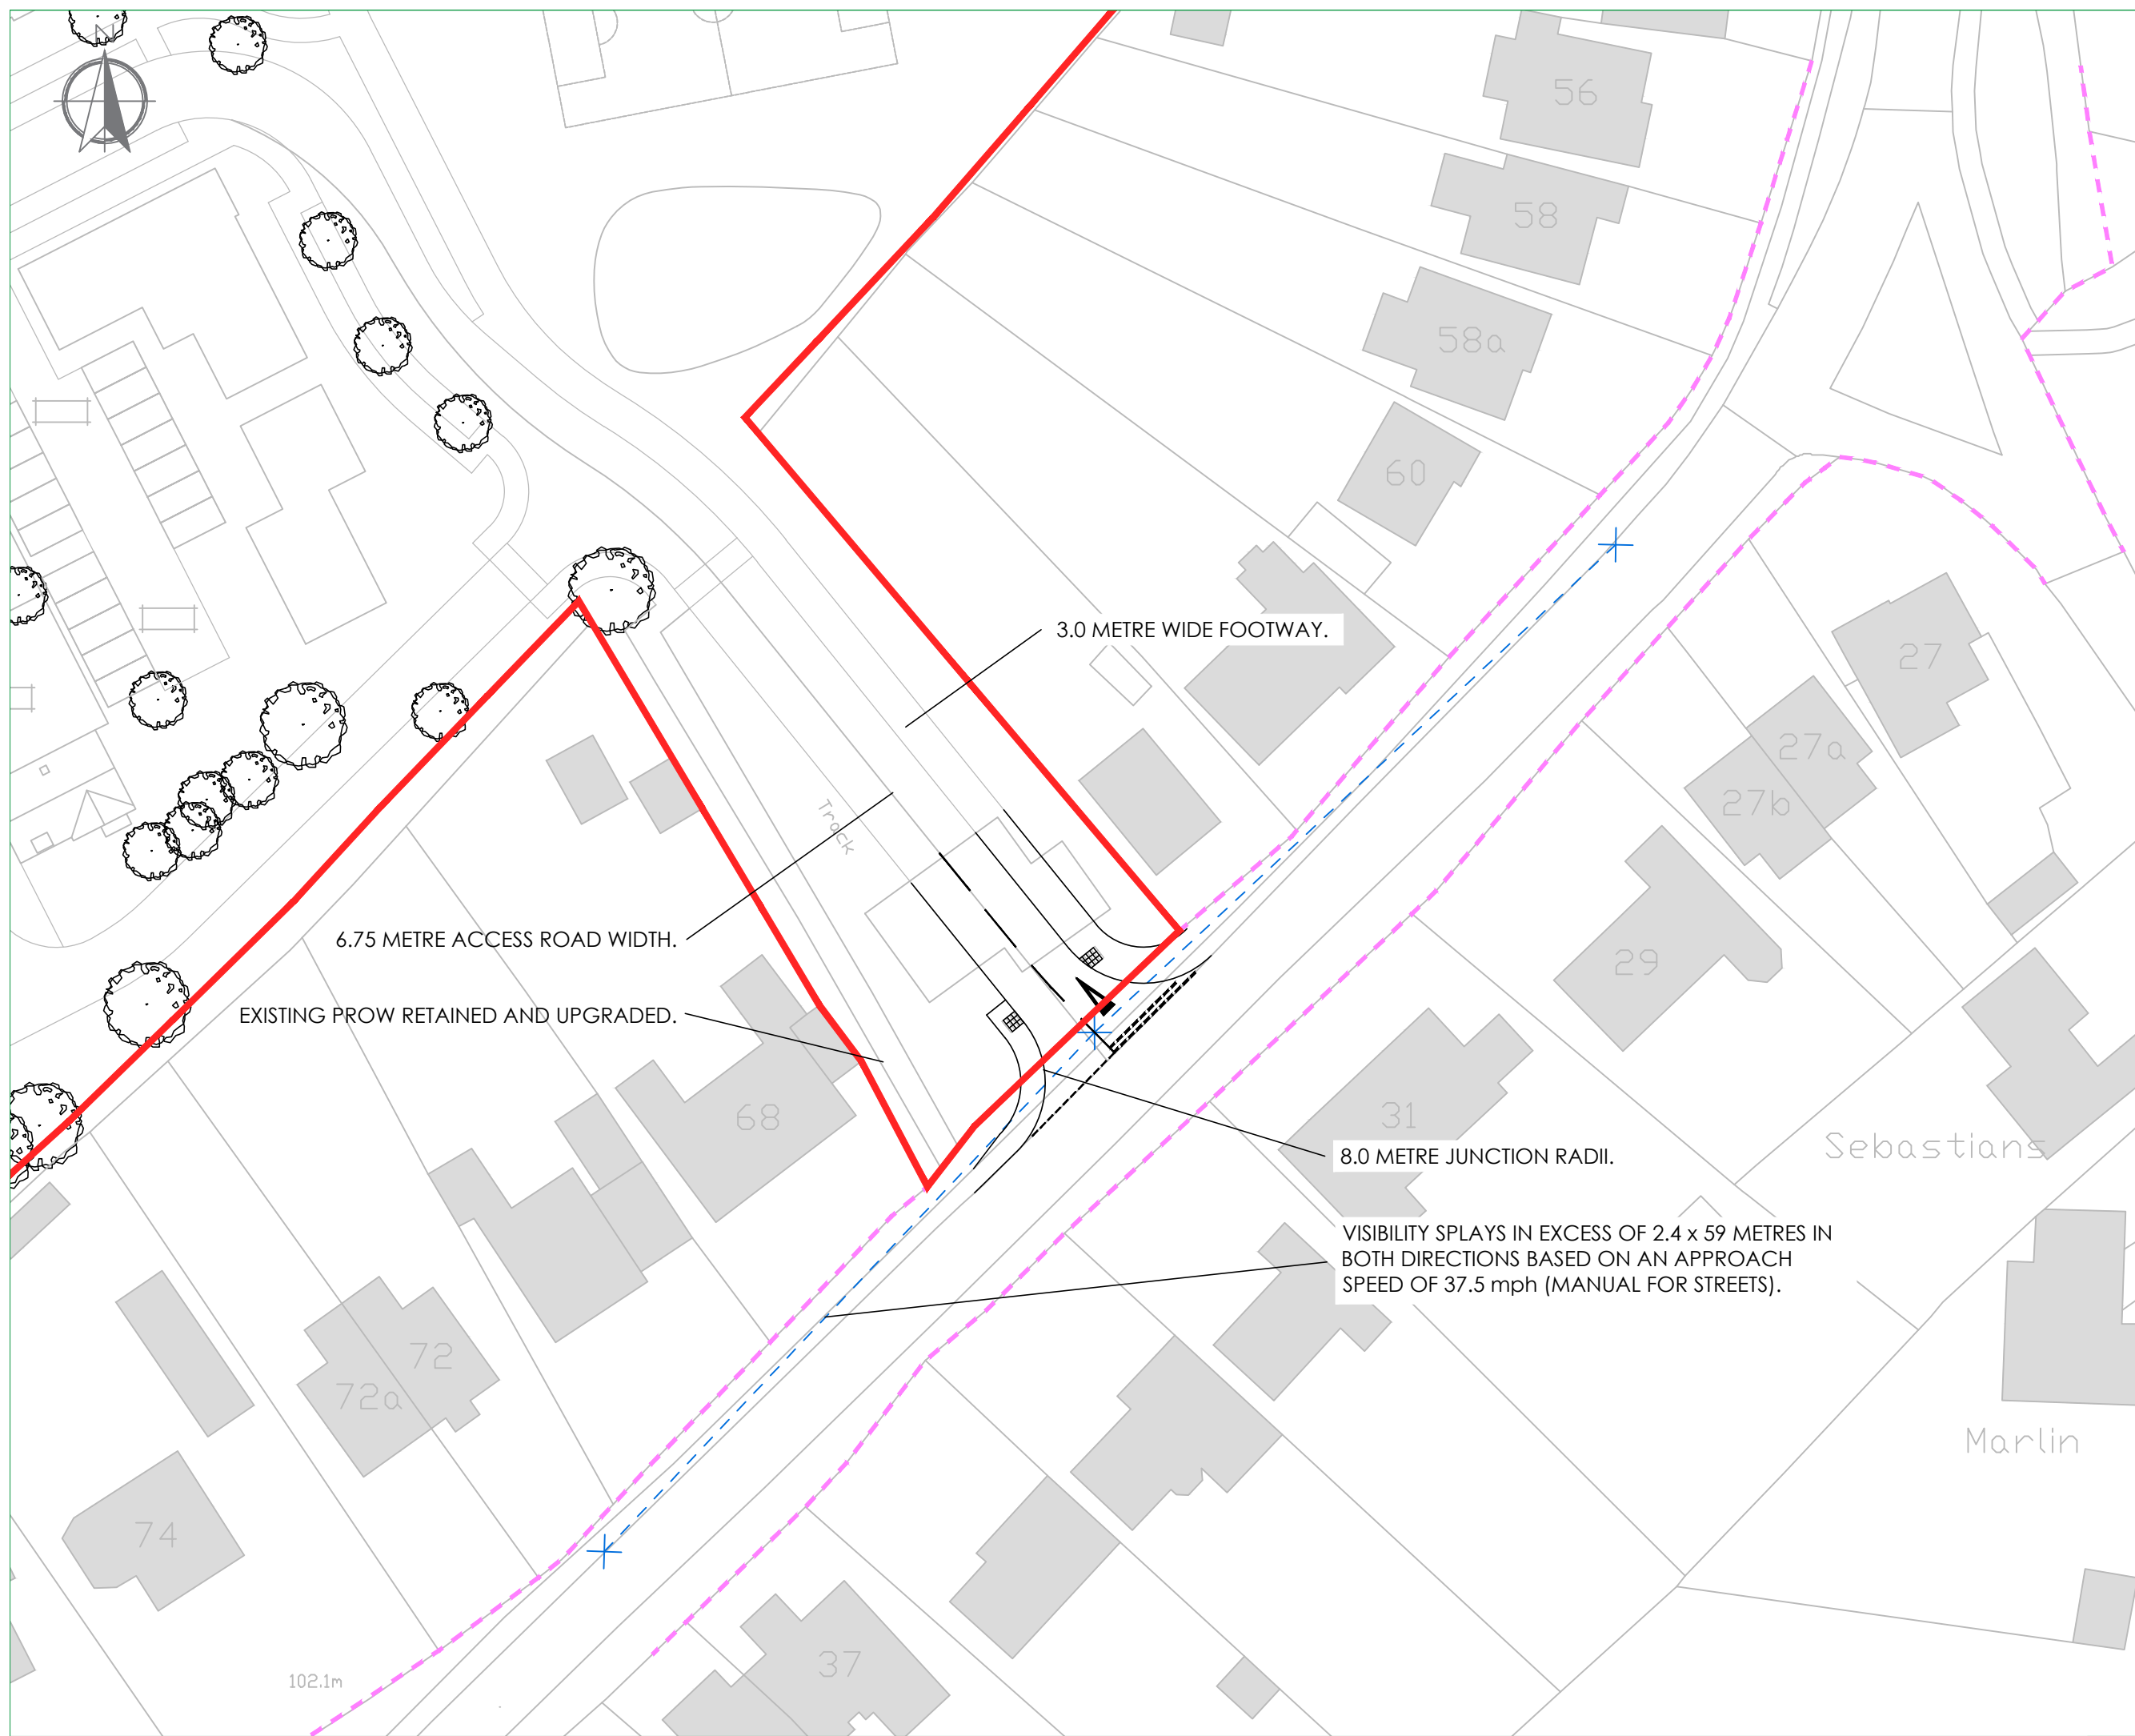 N
56
58
58a
60
3.0 METRE WIDE FOOTWAY.
27
27a
27b
Track
6.75 METRE ACCESS ROAD WIDTH.
29
EXISTING PROW RETAINED AND UPGRADED.
68
31
Sebastians
8.0 METRE JUNCTION RADII.
VISIBILITY SPLAYS IN EXCESS OF 2.4 x 59 METRES IN
BOTH DIRECTIONS BASED ON AN APPROACH
SPEED OF 37.5 mph (MANUAL FOR STREETS).
72
72a
Marlin
74
37
102.1m